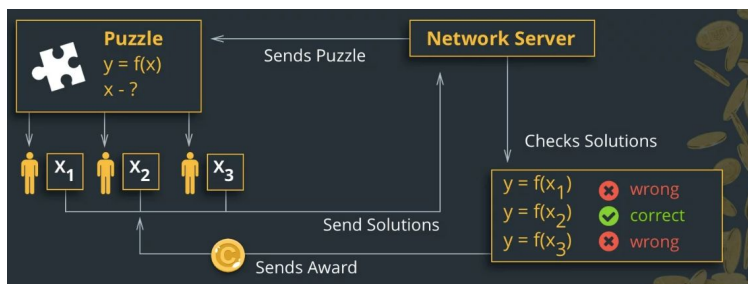 Puzzle
y = f(x)
x - ?
Sends Puzzle
Network Server
Checks Solutions
X1
X2
X3
Send Solutions
y = f(x1) wrong
y = f(x2) correct
y = f(x3) wrong
C
Sends Award